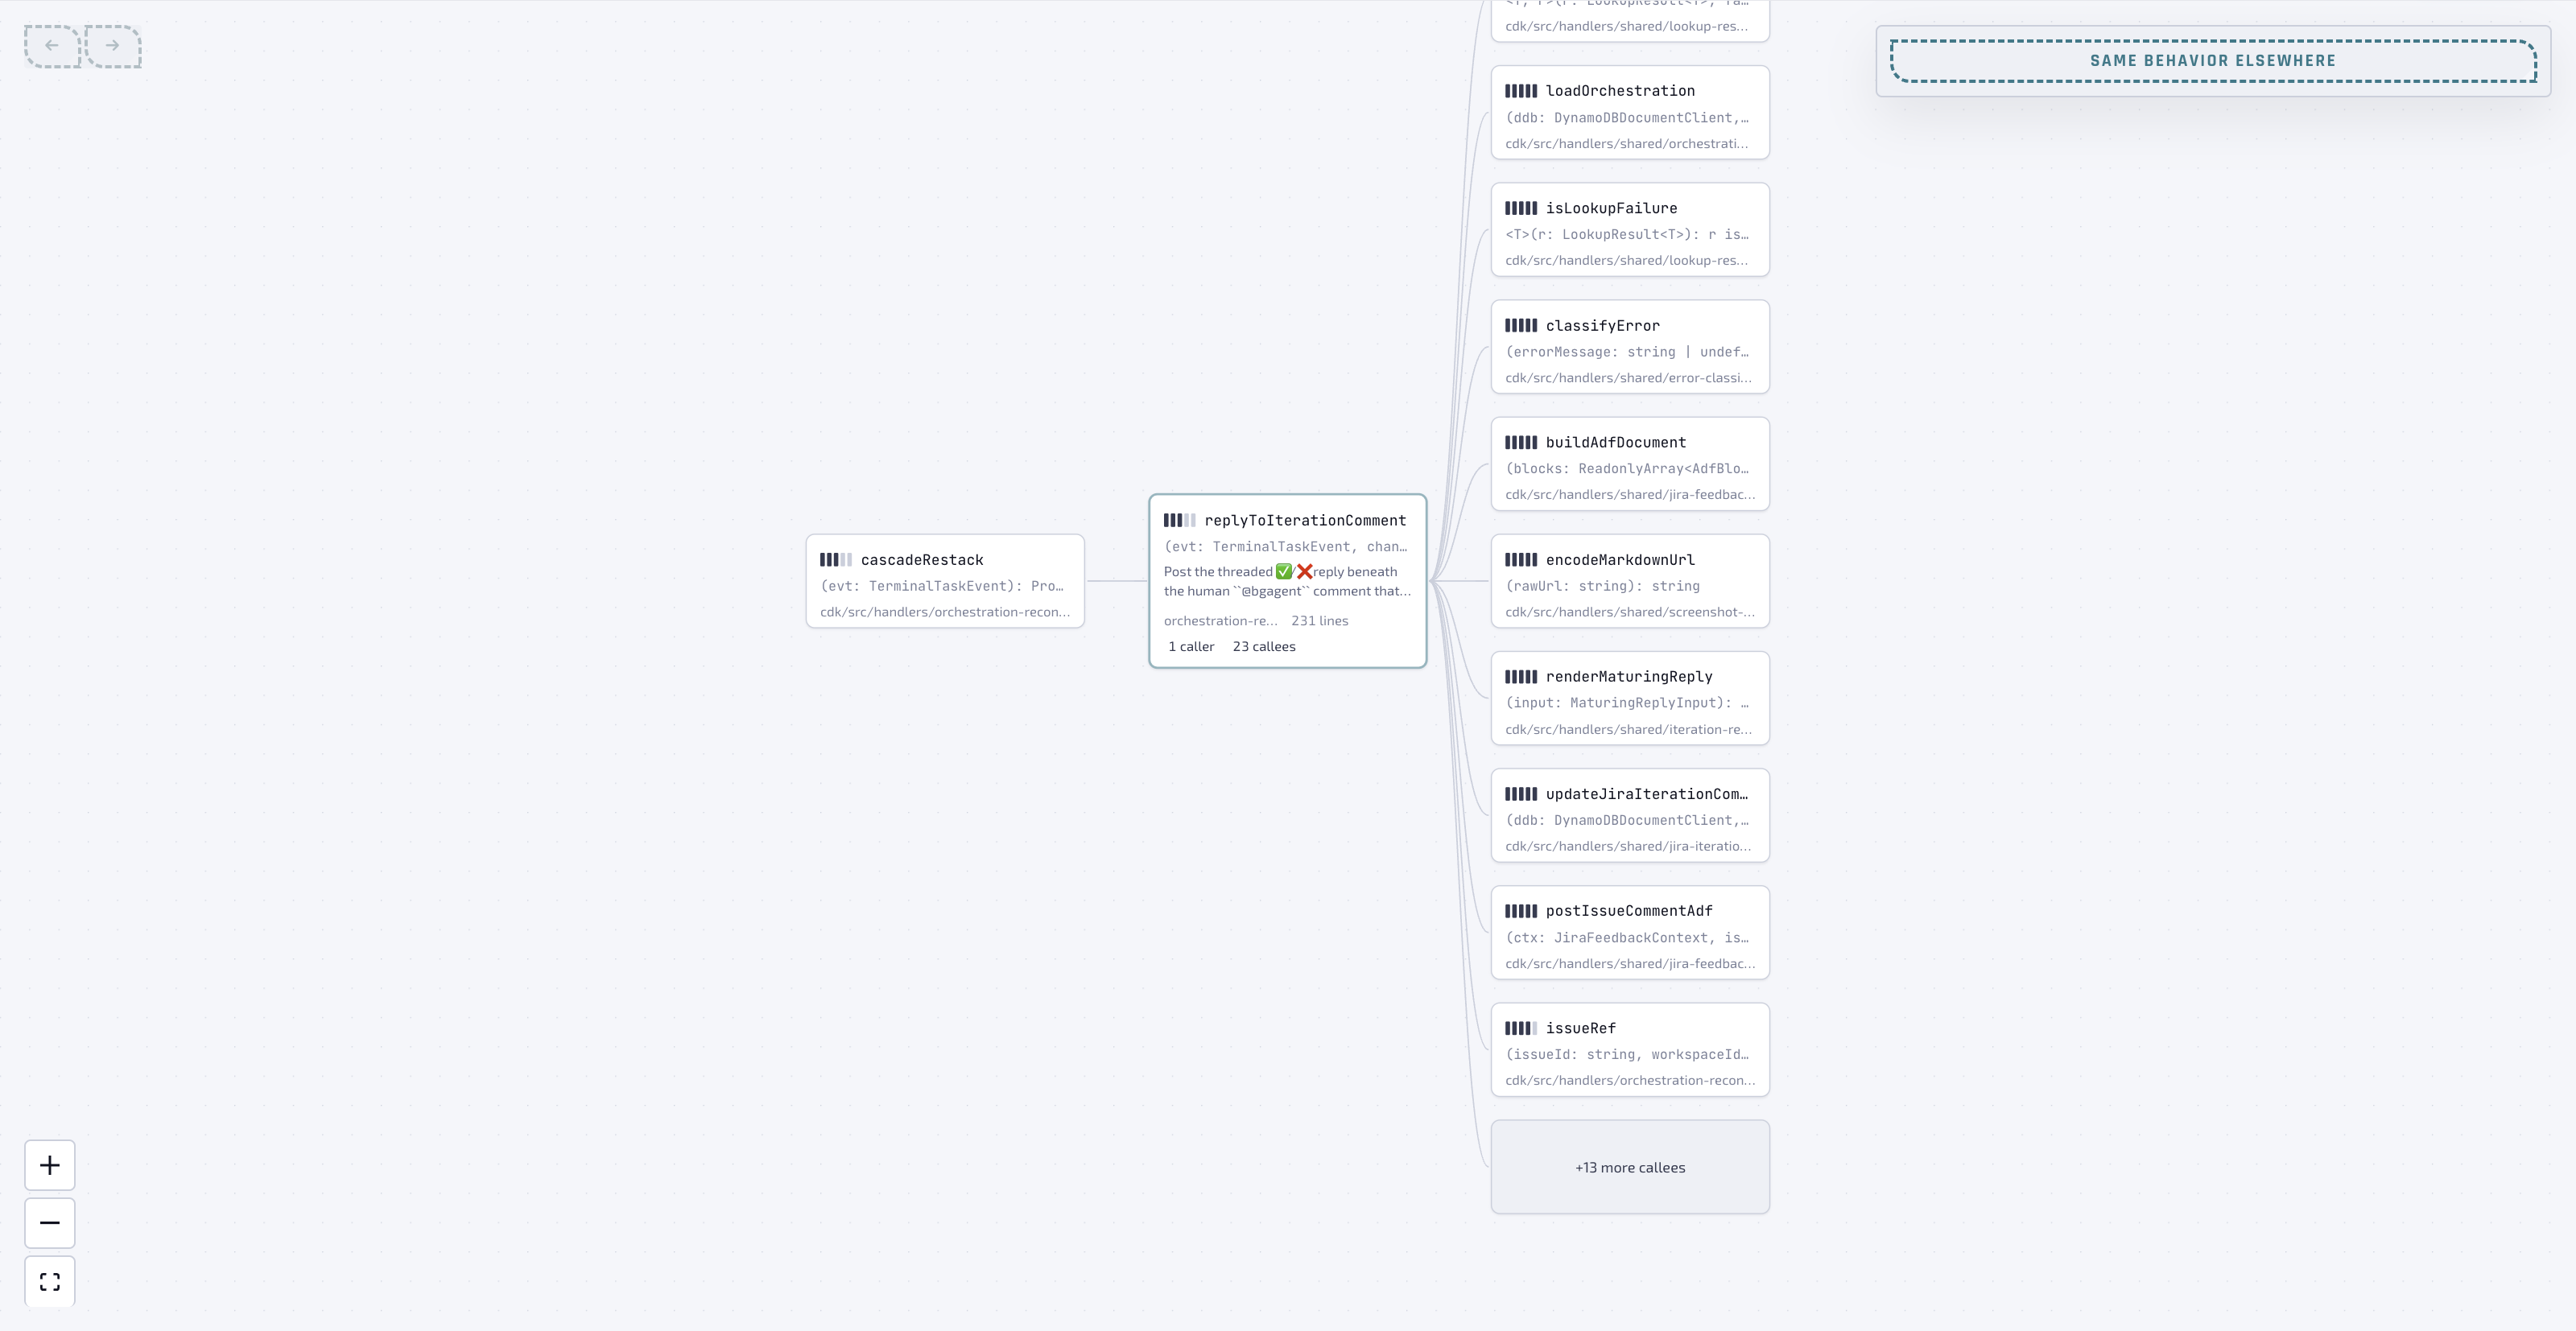 cdk/src/handlers/shared/lookup-res…
SAME BEHAVIOR ELSEWHERE
loadOrchestration
(ddb: DynamoDBDocumentClient,…
cdk/src/handlers/shared/orchestrati…
isLookupFailure
<T>(r: LookupResult<T>): r is…
cdk/src/handlers/shared/lookup-res…
classifyError
(errorMessage: string | undef…
cdk/src/handlers/shared/error-classi…
buildAdfDocument
(blocks: ReadonlyArray<AdfBlo…
cdk/src/handlers/shared/jira-feedbac…
cascadeRestack
(evt: TerminalTaskEvent): Pro…
cdk/src/handlers/orchestration-recon…
replyToIterationComment
(evt: TerminalTaskEvent, chan…
Post the threaded ✅/❌ reply beneath
the human ``@bgagent`` comment that…
orchestration-re… 231 lines
1 caller 23 callees
encodeMarkdownUrl
(rawUrl: string): string
cdk/src/handlers/shared/screenshot-…
renderMaturingReply
(input: MaturingReplyInput): …
cdk/src/handlers/shared/iteration-re…
updateJiraIterationCom…
(ddb: DynamoDBDocumentClient,…
cdk/src/handlers/shared/jira-iteratio…
postIssueCommentAdf
(ctx: JiraFeedbackContext, is…
cdk/src/handlers/shared/jira-feedbac…
issueRef
(issueId: string, workspaceId…
cdk/src/handlers/orchestration-recon…
+13 more callees